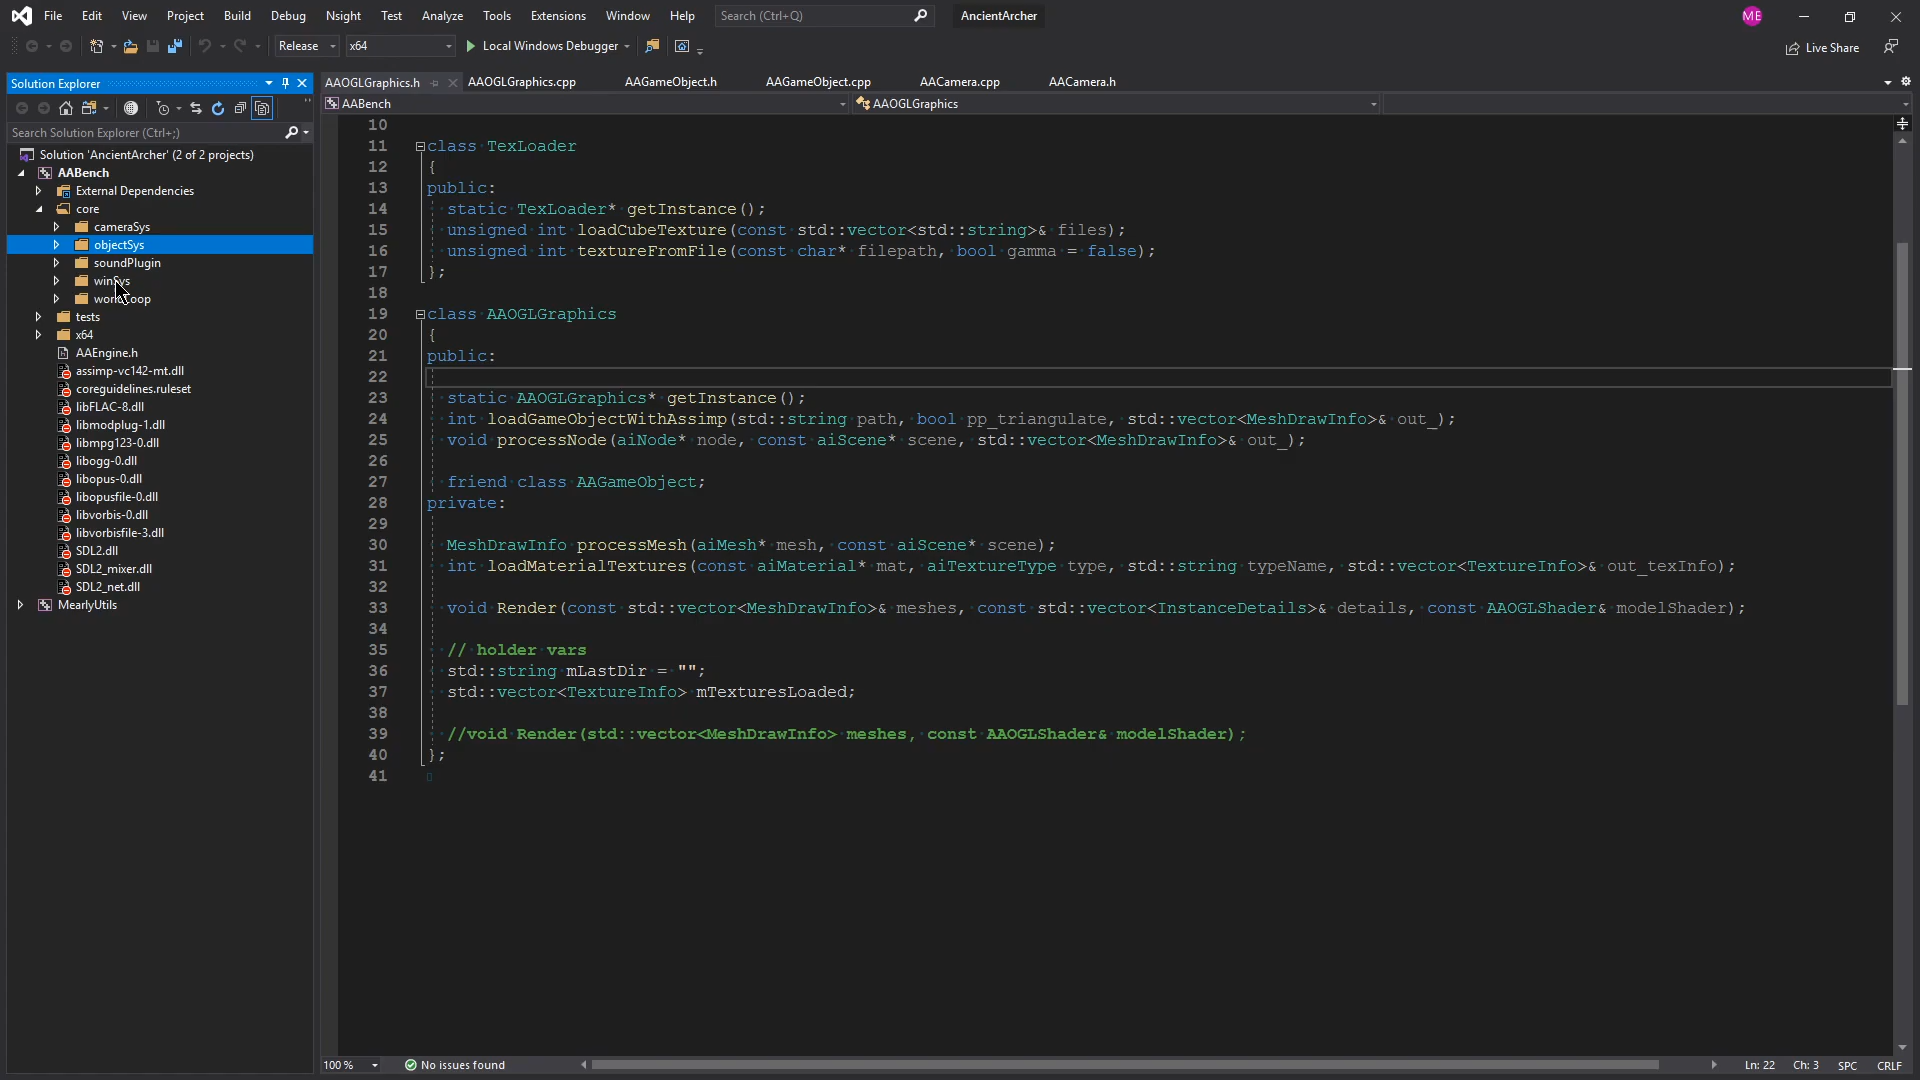 File Edit View Project Build Debug Nsight Test Analyze Tools Extensions Window Help Search (Ctrl+Q) AncientArcher ME
Release x64 Local Windows Debugger Live Share
Solution Explorer
Search Solution Explorer (Ctrl+;)
Solution 'AncientArcher' (2 of 2 projects)
AABench
External Dependencies
core
cameraSys
objectSys
soundPlugin
winSys
tests
x64
AAEngine.h
assimp-vc142-mt.dll
coreguidelines.ruleset
libFLAC-8.dll
libmodplug-1.dll
libmpg123-0.dll
libogg-0.dll
libopus-0.dll
libopusfile-0.dll
libvorbis-0.dll
libvorbisfile-3.dll
SDL2.dll
SDL2_mixer.dll
SDL2_net.dll
MearlyUtils
AAOGLGraphics.h AAOGLGraphics.cpp AAGameObject.h AAGameObject.cpp AACamera.cpp AACamera.h
AABench AAOGLGraphics
10
11 class TexLoader
12 {
13 public:
14 static TexLoader* getInstance();
15 unsigned int loadCubeTexture(const std::vector<std::string>& files);
16 unsigned int textureFromFile(const char* filepath, bool gamma = false);
17 };
18
19 class AAOGLGraphics
20 {
21 public:
22
23 static AAOGLGraphics* getInstance();
24 int loadGameObjectWithAssimp(std::string path, bool pp_triangulate, std::vector<MeshDrawInfo>& out_);
25 void processNode(aiNode* node, const aiScene* scene, std::vector<MeshDrawInfo>& out_);
26
27 friend class AAGameObject;
28 private:
29
30 MeshDrawInfo processMesh(aiMesh* mesh, const aiScene* scene);
31 int loadMaterialTextures(const aiMaterial* mat, aiTextureType type, std::string typeName, std::vector<TextureInfo>& out_texInfo);
32
33 void Render(const std::vector<MeshDrawInfo>& meshes, const std::vector<InstanceDetails>& details, const AAOGLShader& modelShader);
34
35 // holder vars
36 std::string mLastDir = "";
37 std::vector<TextureInfo> mTexturesLoaded;
38
39 //void Render(std::vector<MeshDrawInfo> meshes, const AAOGLShader& modelShader);
40 };
41
100 % No issues found Ln: 22 Ch: 3 SPC CRLF